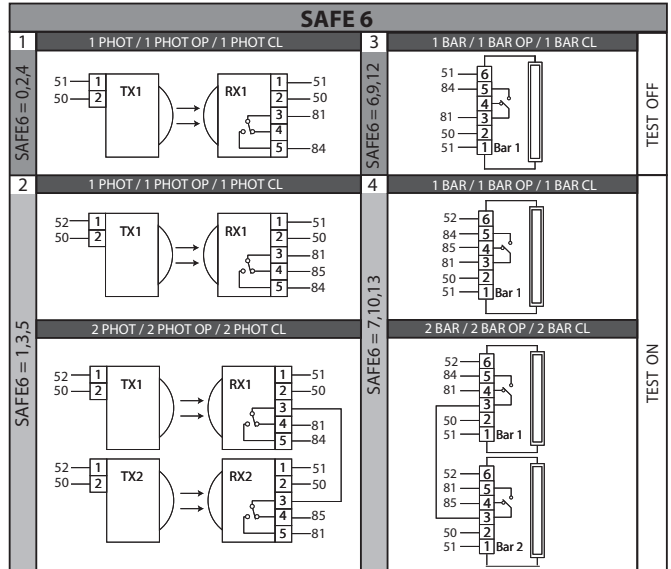 SAFE 6
1
1 PHOT / 1 PHOT OP / 1 PHOT CL
SAFE6 = 0,2,4
51 1 TX1 RX1 1 51
50 2 2 50
3 81
4
5 84
3
1 BAR / 1 BAR OP / 1 BAR CL
SAFE6 = 6,9,12
51 6
84 5
4
81 3
50 2
51 1 Bar 1
TEST OFF
2
1 PHOT / 1 PHOT OP / 1 PHOT CL
SAFE6 = 1,3,5
52 1 TX1 RX1 1 51
50 2 2 50
3 81
4 85
5 84
2 PHOT / 2 PHOT OP / 2 PHOT CL
52 1 TX1 RX1 1 51
50 2 2 50
3
4 81
5 84
52 1 TX2 RX2 1 51
50 2 2 50
3
4 85
5 81
4
1 BAR / 1 BAR OP / 1 BAR CL
SAFE6 = 7,10,13
52 6
84 5
85 4
81 3
50 2
51 1 Bar 1
2 BAR / 2 BAR OP / 2 BAR CL
52 6
84 5
81 4
3
50 2
51 1 Bar 1
52 6
81 5
85 4
3
50 2
51 1 Bar 2
TEST ON